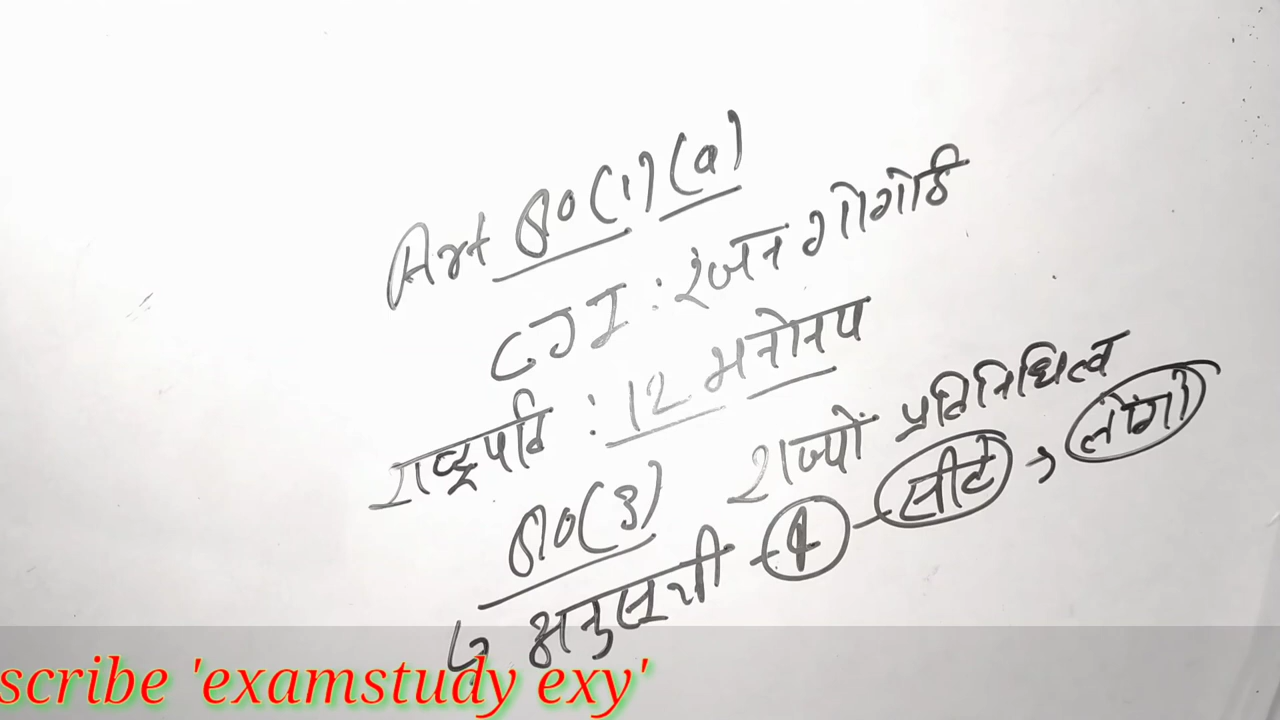 Art 80(1)(a)
CJI : रंजन गोगोई
राष्ट्रपति : 12 मनोनय
80(3) राज्यों प्रतिनिधित्व
अनुसूची - 4 - सीटें → लोगों
scribe 'examstudy exy'